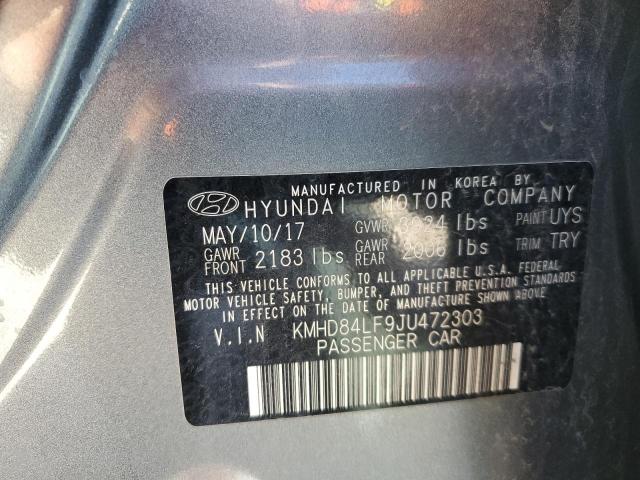 MANUFACTURED IN KOREA BY
HYUNDAI MOTOR COMPANY
MAY/10/17 GVWR lbs PAINT UYS
GAWR FRONT 2183 lbs GAWR REAR lbs TRIM TRY
THIS VEHICLE CONFORMS TO ALL APPLICABLE U.S.A. FEDERAL
MOTOR VEHICLE SAFETY, BUMPER, AND THEFT PREVENTION STANDARDS
IN EFFECT ON THE DATE OF MANUFACTURE SHOWN ABOVE.
V.I.N KMHD84LF9JU472303
PASSENGER CAR